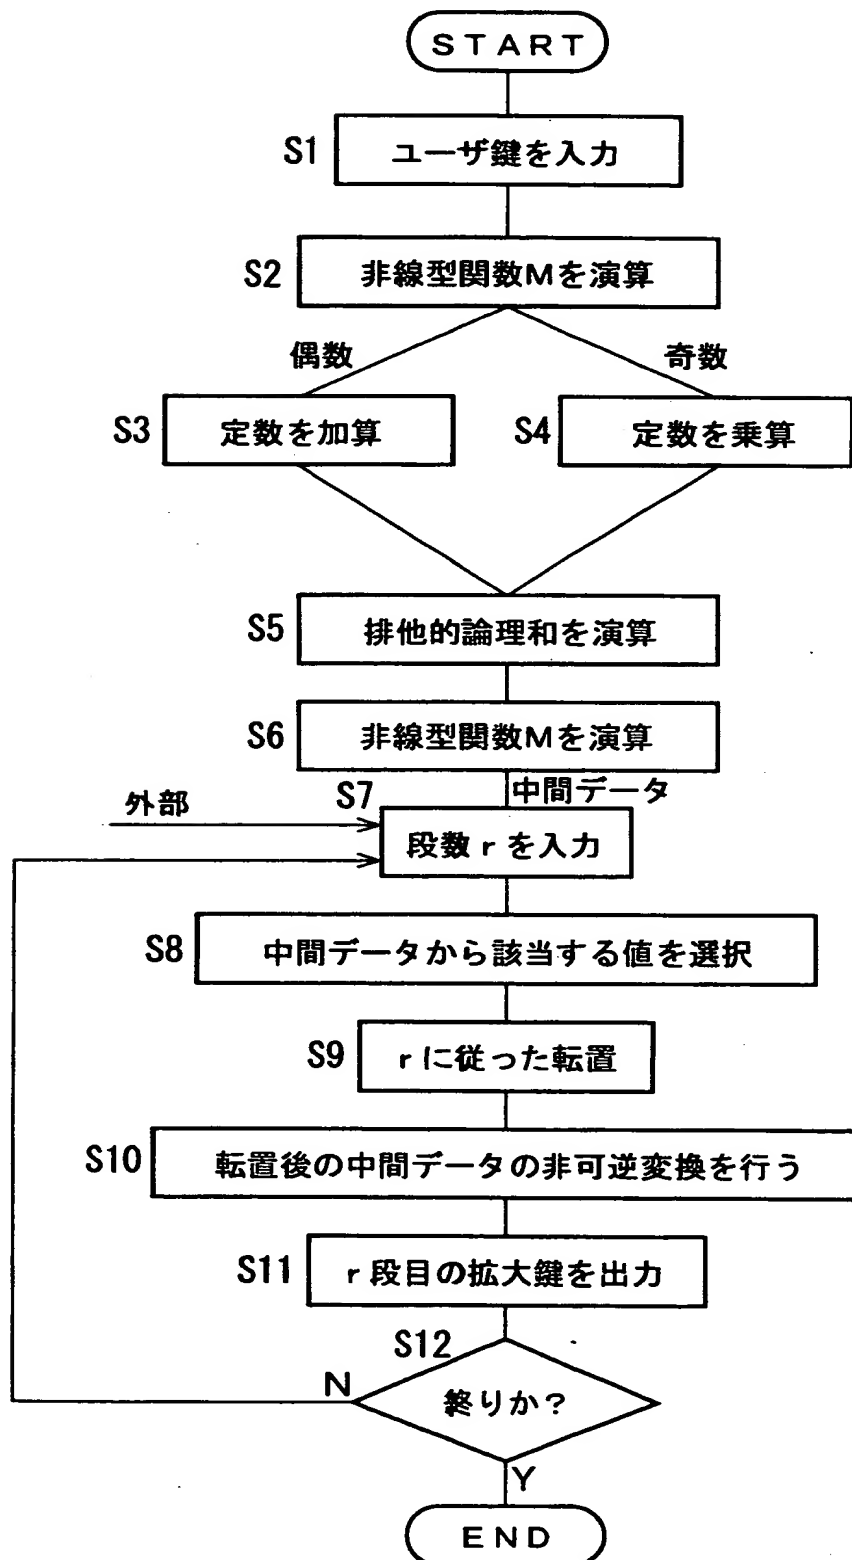 START
S1
ユーザ鍵を入力
S2
非線型関数Mを演算
偶数
奇数
S3
定数を加算
S4
定数を乗算
S5
排他的論理和を演算
S6
非線型関数Mを演算
中間データ
S7
外部
段数rを入力
S8
中間データから該当する値を選択
S9
rに従った転置
S10
転置後の中間データの非可逆変換を行う
S11
r段目の拡大鍵を出力
S12
N
終りか?
Y
END